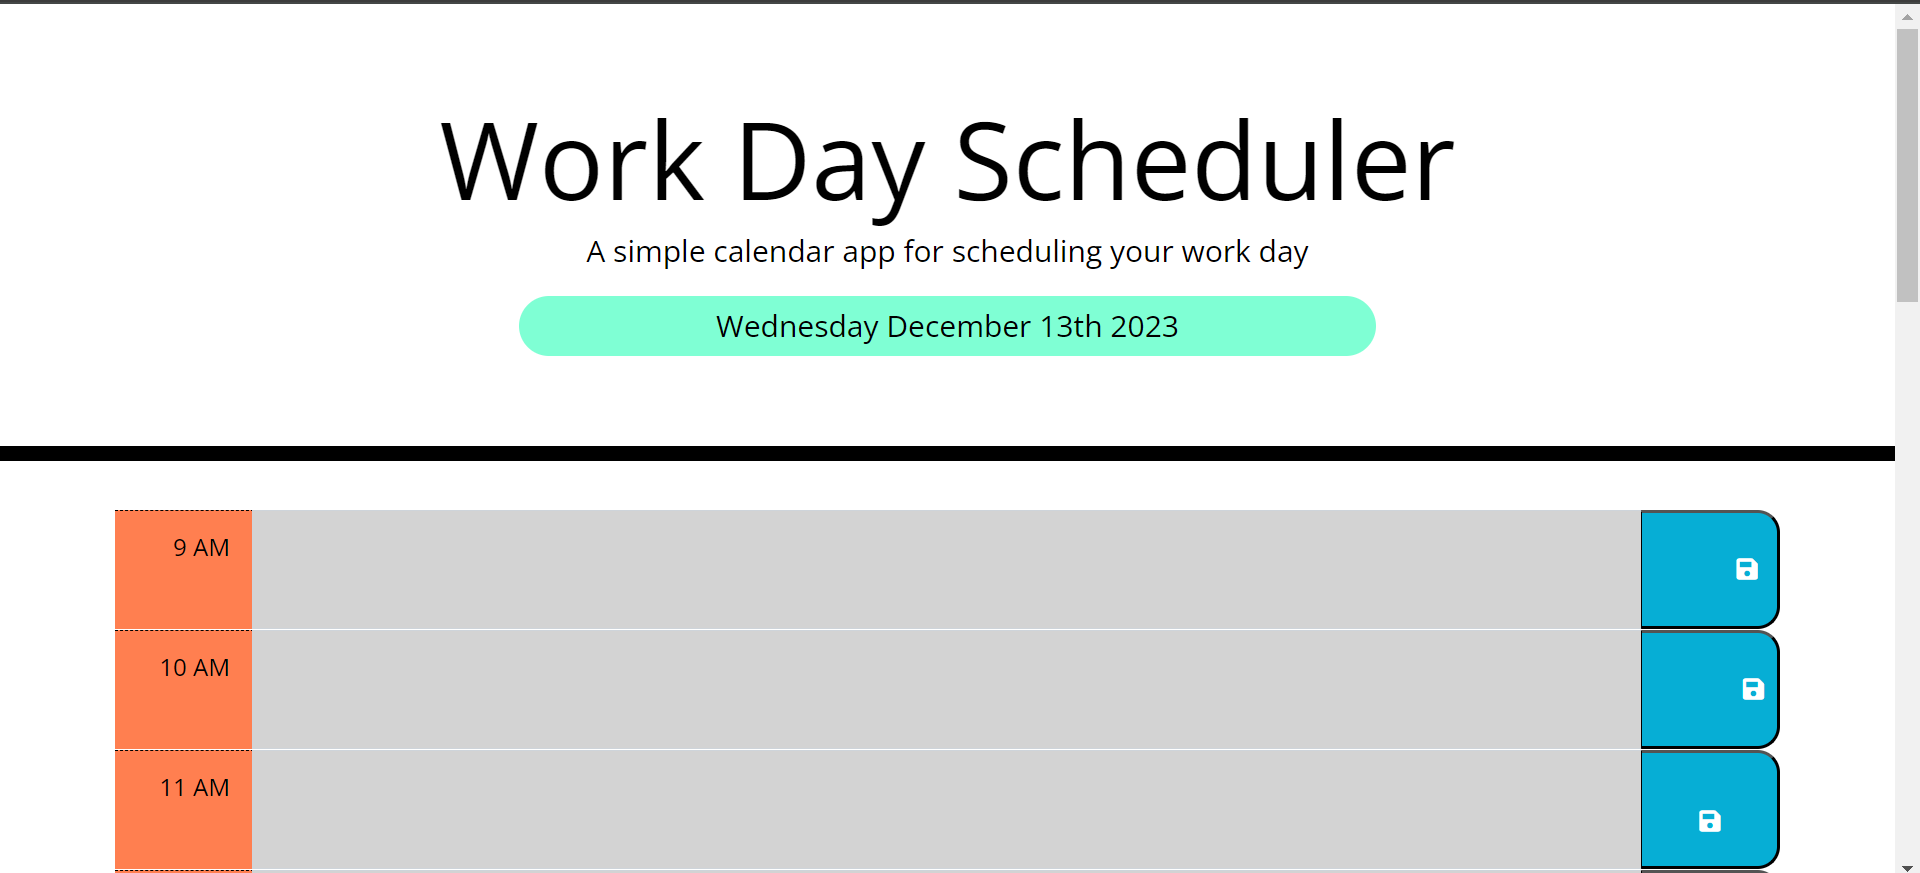 Work Day Scheduler
A simple calendar app for scheduling your work day
Wednesday December 13th 2023
9 AM
10 AM
11 AM